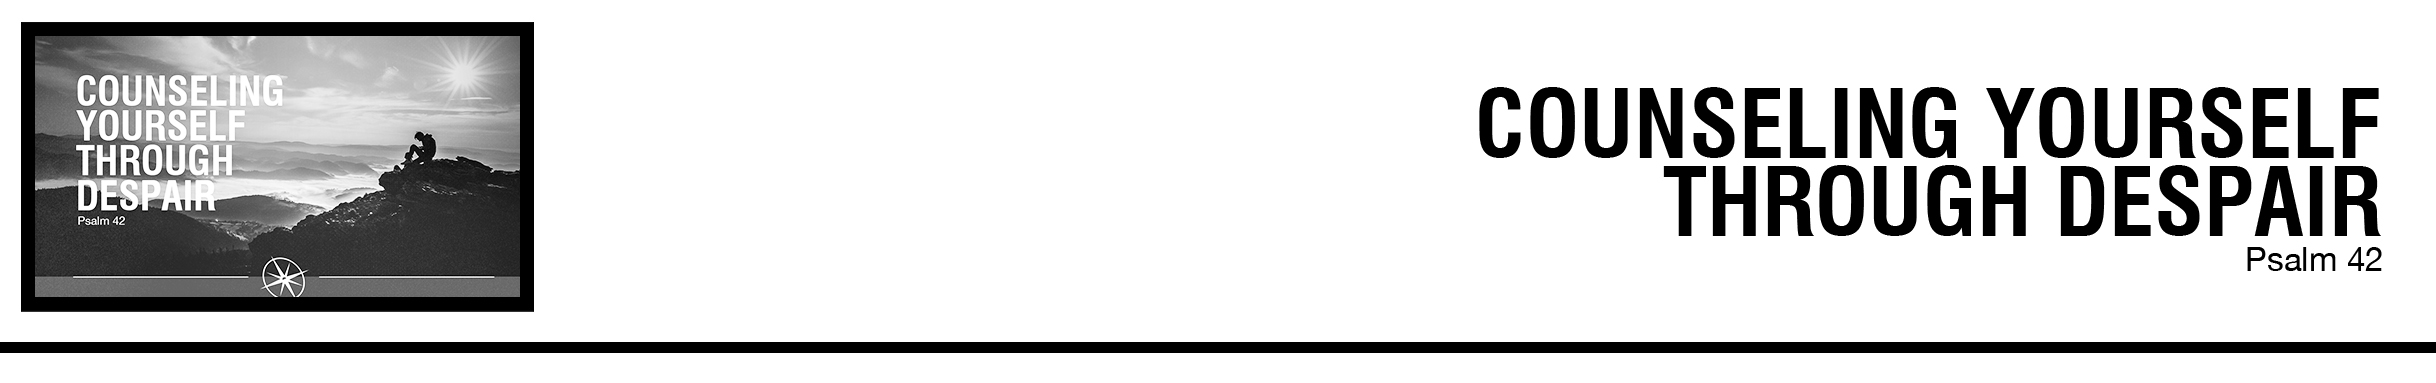 COUNSELING
YOURSELF
THROUGH
DESPAIR
Psalm 42
COUNSELING YOURSELF
THROUGH DESPAIR
Psalm 42